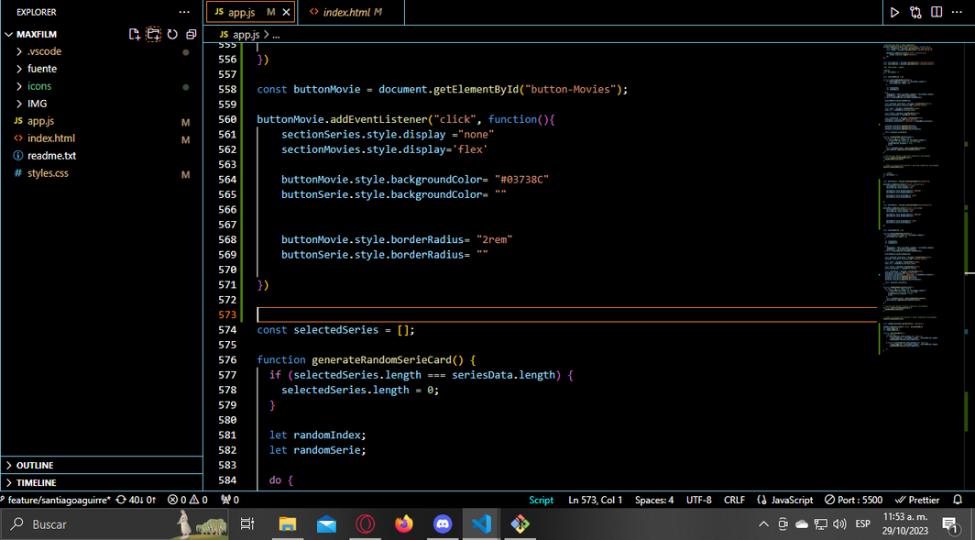 EXPLORER
···
JS app.js M ×
<> index.html M
···
MAXFILM
JS app.js > ...
> .vscode
> fuente
> icons
> IMG
JS app.js M
<> index.html M
readme.txt
# styles.css M
555
556 })
557
558 const buttonMovie = document.getElementById("button-Movies");
559
560 buttonMovie.addEventListener("click", function(){
561 sectionSeries.style.display ="none"
562 sectionMovies.style.display='flex'
563
564 buttonMovie.style.backgroundColor= "#03738C"
565 buttonSerie.style.backgroundColor= ""
566
567
568 buttonMovie.style.borderRadius= "2rem"
569 buttonSerie.style.borderRadius= ""
570
571 })
572
573
574 const selectedSeries = [];
575
576 function generateRandomSerieCard() {
577 if (selectedSeries.length === seriesData.length) {
578 selectedSeries.length = 0;
579 }
580
581 let randomIndex;
582 let randomSerie;
583
584 do {
> OUTLINE
> TIMELINE
feature/santiagoaguirre* 40↓ 0↑ 0 0 0
Script Ln 573, Col 1 Spaces: 4 UTF-8 CRLF {} JavaScript Port : 5500 Prettier
Buscar
ESP
11:53 a. m.
29/10/2023
1